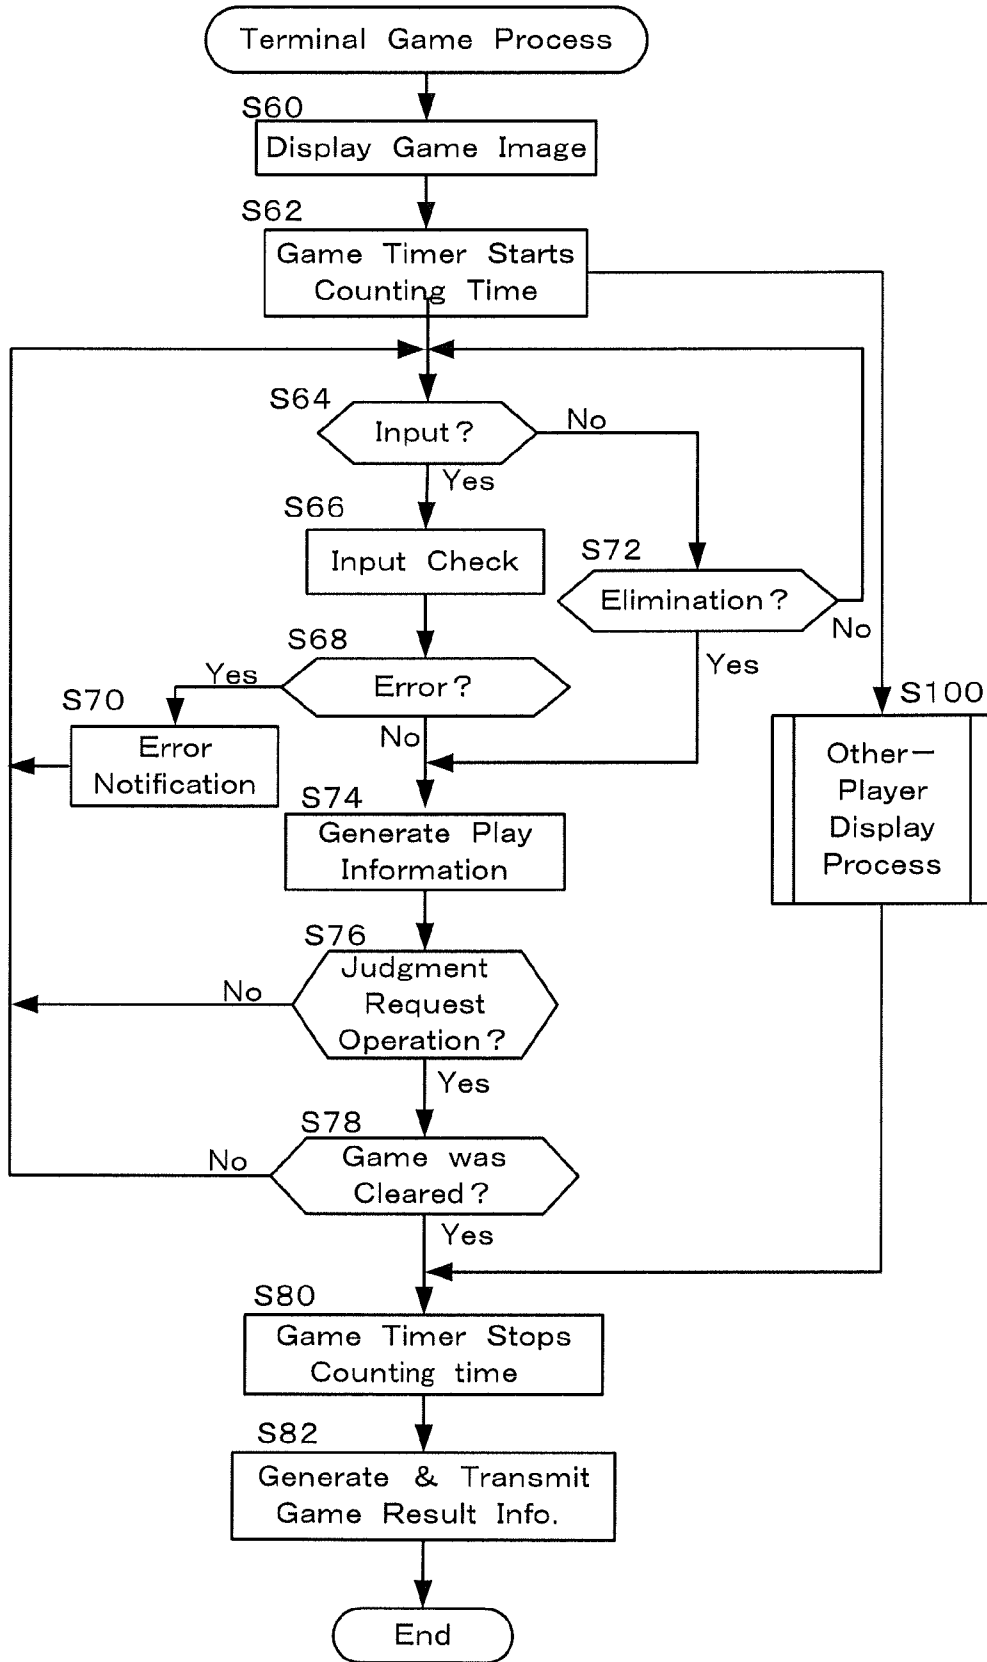 Terminal Game Process
S60
Display Game Image
S62
Game Timer Starts
Counting Time
S64
Input?
No
Yes
S66
Input Check
S72
Elimination?
No
Yes
S68
Error?
Yes
No
S70
Error
Notification
S100
Other-
Player
Display
Process
S74
Generate Play
Information
S76
Judgment
Request
Operation?
No
Yes
S78
Game was
Cleared?
No
Yes
S80
Game Timer Stops
Counting time
S82
Generate & Transmit
Game Result Info.
End